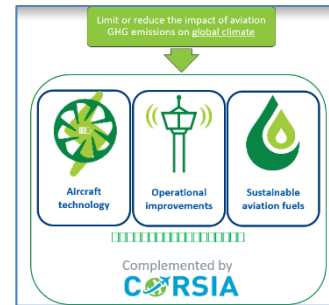 Limit or reduce the impact of aviation
GHG emissions on global climate
Aircraft
technology
Operational
improvements
Sustainable
aviation fuels
Complemented by
CORSIA